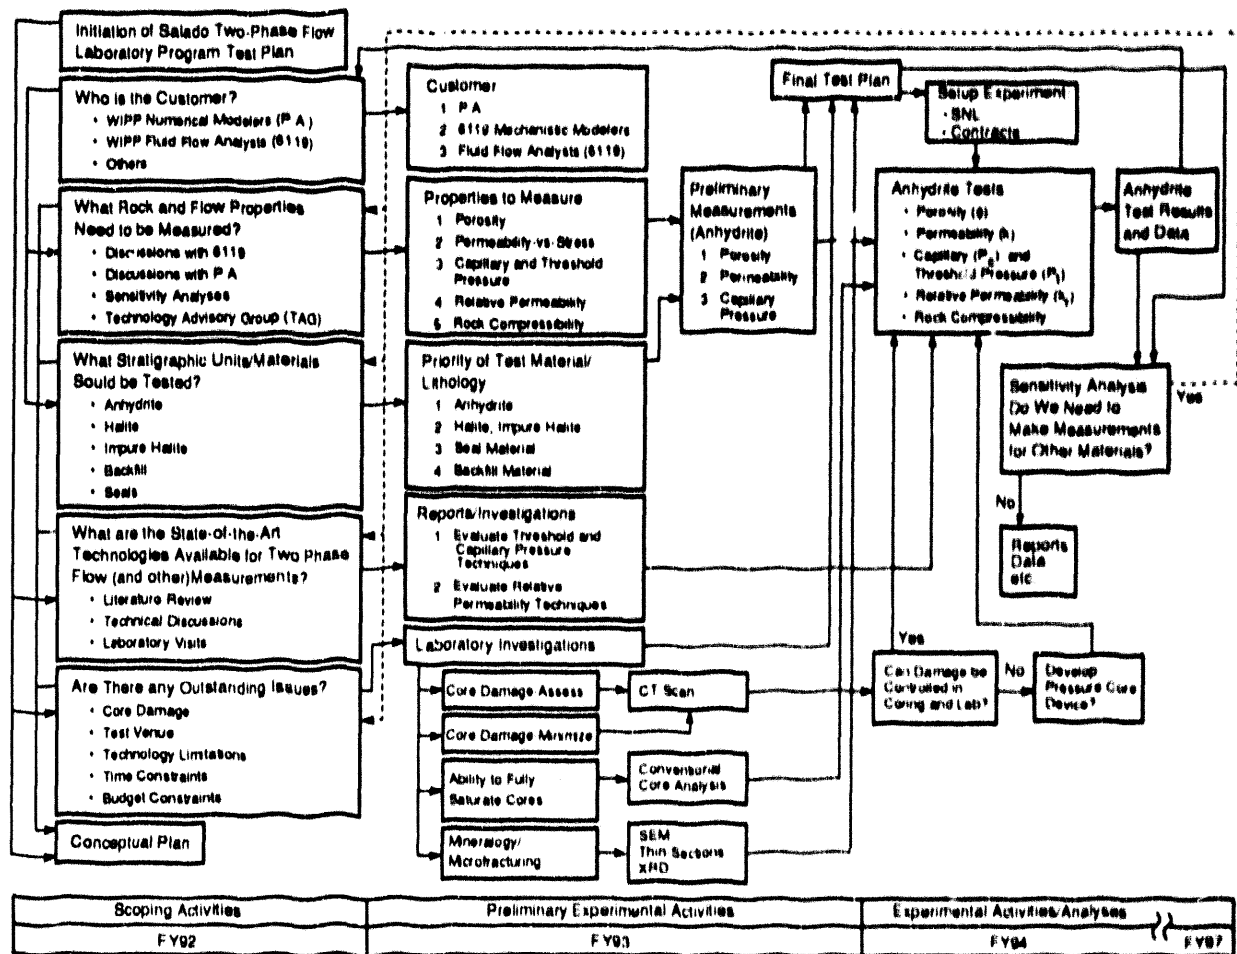 Initiation of Salado Two-Phase Flow
Laboratory Program Test Plan
Who is the Customer?
• WIPP Numerical Modelers (PA)
• WIPP Fluid Flow Analysts (6119)
• Others
What Rock and Flow Properties
Need to be Measured?
• Discussions with 6119
• Discussions with PA
• Sensitivity Analyses
• Technology Advisory Group (TAG)
What Stratigraphic Units/Materials
Sould be Tested?
• Anhydrite
• Halite
• Impure Halite
• Backfill
• Seals
What are the State-of-the-Art
Technologies Available for Two Phase
Flow (and other)Measurements?
• Literature Review
• Technical Discussions
• Laboratory Visits
Are There any Outstanding Issues?
• Core Damage
• Test Venue
• Technology Limitations
• Time Constraints
• Budget Constraints
Conceptual Plan
Customer
1 PA
2 6119 Mechanistic Modelers
3 Fluid Flow Analysts (6119)
Properties to Measure
1 Porosity
2 Permeability-vs-Stress
3 Capillary and Threshold
Pressure
4 Relative Permeability
5 Rock Compressibility
Priority of Test Material/
Lithology
1 Anhydrite
2 Halite, Impure Halite
3 Seal Material
4 Backfill Material
Reports/Investigations
1 Evaluate Threshold and
Capillary Pressure
Techniques
2 Evaluate Relative
Permeability Techniques
Laboratory Investigations
Core Damage Assess
CT Scan
Core Damage Minimize
Ability to Fully
Saturate Cores
Conventional
Core Analysis
Mineralogy/
Microfracturing
SEM
Thin Sections
XRD
Preliminary
Measurements
(Anhydrite)
1 Porosity
2 Permeability
3 Capillary
Pressure
Final Test Plan
Setup Experiment
• SNL
• Contracts
Anhydrite Tests
• Porosity (φ)
• Permeability (k)
• Capillary (Pc) and
Threshold Pressure (Pt)
• Relative Permeability (kr)
• Rock Compressibility
Anhydrite
Test Results
and Data
Sensitivity Analysis
Do We Need to
Make Measurements
for Other Materials?
Yes
No
Reports
Data
etc
Yes
Can Damage be
Controlled in
Coring and Lab?
No
Develop
Pressure Core
Device?
Scoping Activities
Preliminary Experimental Activities
Experimental Activities/Analyses
FY92
FY93
FY94
FY97